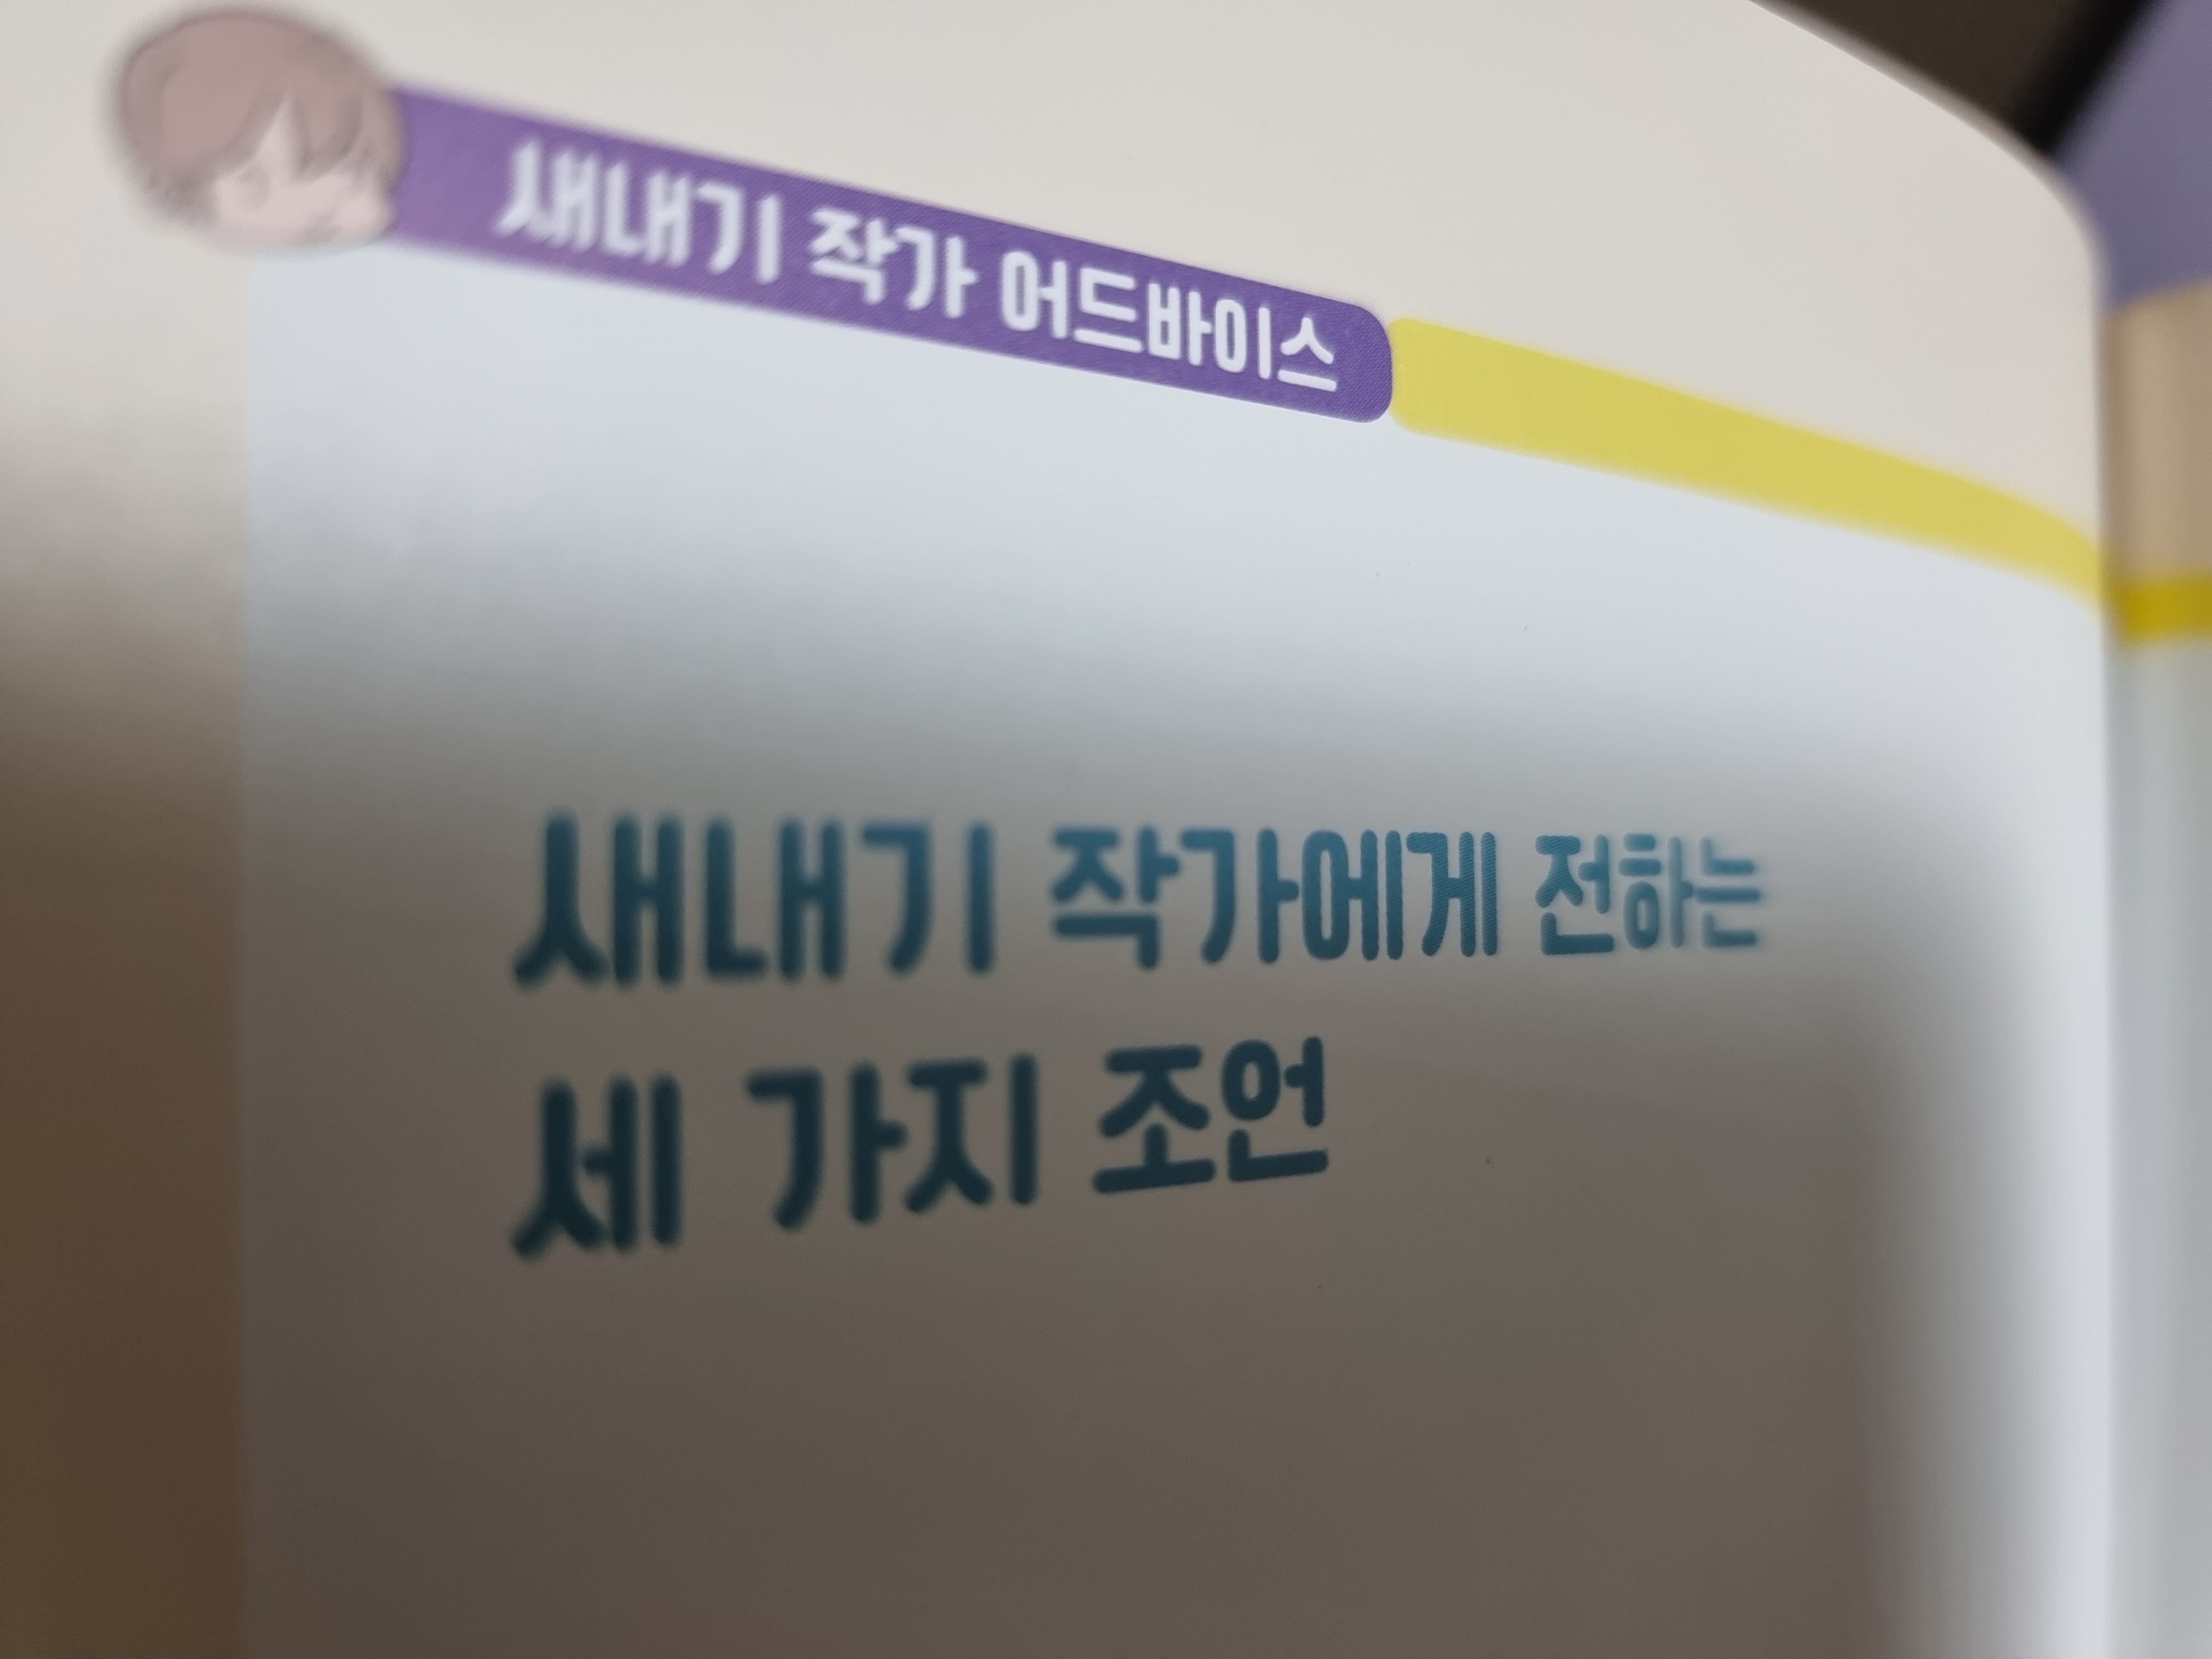 새내기 작가 어드바이스
새내기 작가에게 전하는
세 가지 조언